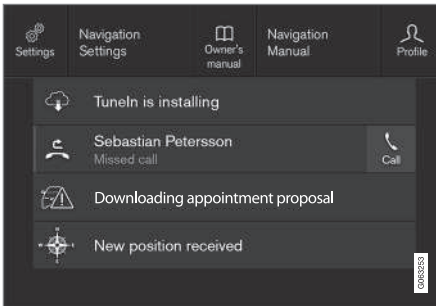 Settings
Navigation
Settings
Owner's
manual
Navigation
Manual
Profile
TuneIn is installing
Sebastian Petersson
Missed call
Call
Downloading appointment proposal
New position received
G063253